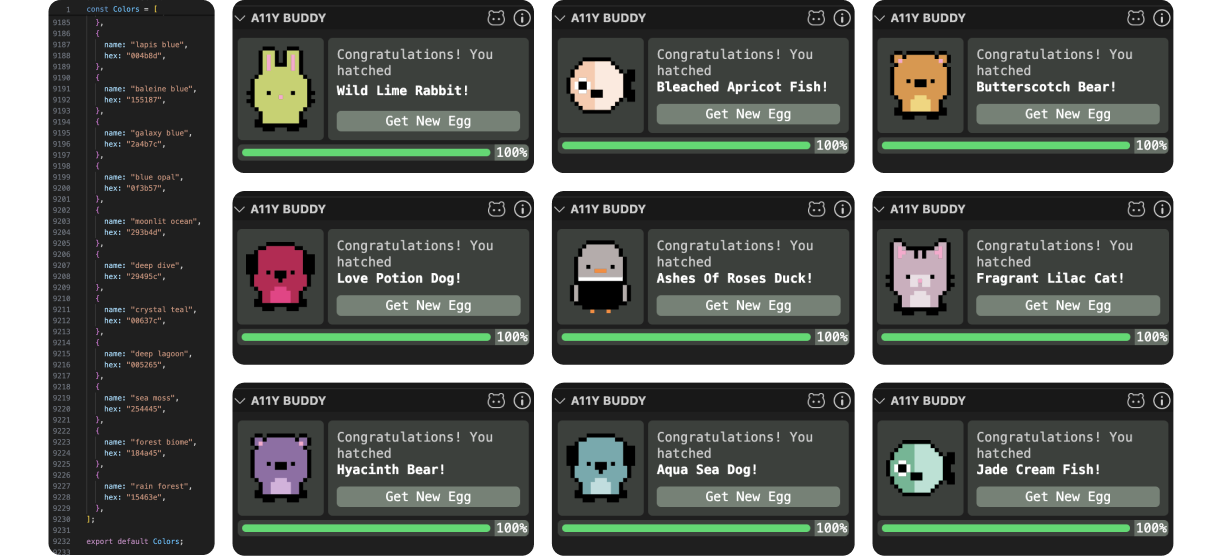 1 const Colors = [
9185 },
9186 {
9187 name: "lapis blue",
9188 hex: "004b8d",
9189 },
9190 {
9191 name: "baleine blue",
9192 hex: "155187",
9193 },
9194 {
9195 name: "galaxy blue",
9196 hex: "2a4b7c",
9197 },
9198 {
9199 name: "blue opal",
9200 hex: "0f3b57",
9201 },
9202 {
9203 name: "moonlit ocean",
9204 hex: "293b4d",
9205 },
9206 {
9207 name: "deep dive",
9208 hex: "29495c",
9209 },
9210 {
9211 name: "crystal teal",
9212 hex: "00637c",
9213 },
9214 {
9215 name: "deep lagoon",
9216 hex: "005265",
9217 },
9218 {
9219 name: "sea moss",
9220 hex: "254445",
9221 },
9222 {
9223 name: "forest biome",
9224 hex: "184a45",
9225 },
9226 {
9227 name: "rain forest",
9228 hex: "15463e",
9229 },
9230 ];
9231
9232 export default Colors;
9233
A11Y BUDDY
Congratulations! You
hatched
Wild Lime Rabbit!
Get New Egg
100%
A11Y BUDDY
Congratulations! You
hatched
Bleached Apricot Fish!
Get New Egg
100%
A11Y BUDDY
Congratulations! You
hatched
Butterscotch Bear!
Get New Egg
100%
A11Y BUDDY
Congratulations! You
hatched
Love Potion Dog!
Get New Egg
100%
A11Y BUDDY
Congratulations! You
hatched
Ashes Of Roses Duck!
Get New Egg
100%
A11Y BUDDY
Congratulations! You
hatched
Fragrant Lilac Cat!
Get New Egg
100%
A11Y BUDDY
Congratulations! You
hatched
Hyacinth Bear!
Get New Egg
100%
A11Y BUDDY
Congratulations! You
hatched
Aqua Sea Dog!
Get New Egg
100%
A11Y BUDDY
Congratulations! You
hatched
Jade Cream Fish!
Get New Egg
100%